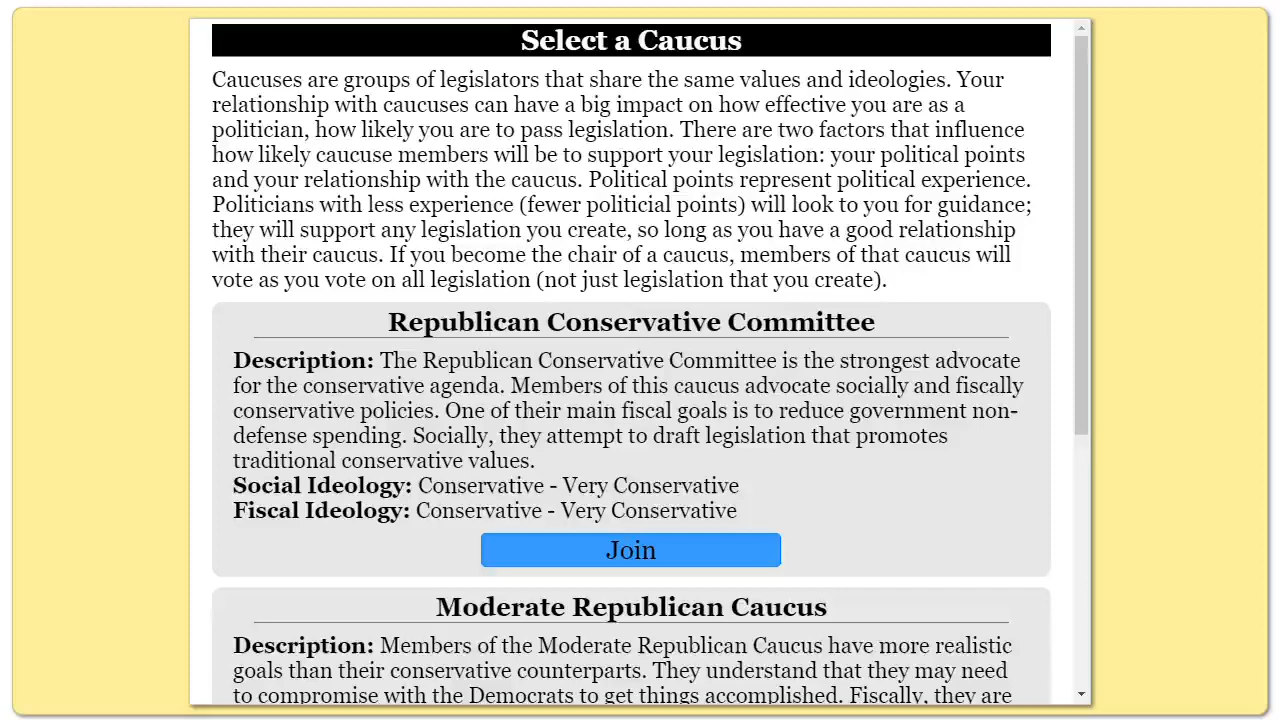 Select a Caucus
Caucuses are groups of legislators that share the same values and ideologies. Your
relationship with caucuses can have a big impact on how effective you are as a
politician, how likely you are to pass legislation. There are two factors that influence
how likely caucuse members will be to support your legislation: your political points
and your relationship with the caucus. Political points represent political experience.
Politicians with less experience (fewer politicial points) will look to you for guidance;
they will support any legislation you create, so long as you have a good relationship
with their caucus. If you become the chair of a caucus, members of that caucus will
vote as you vote on all legislation (not just legislation that you create).
Republican Conservative Committee
Description: The Republican Conservative Committee is the strongest advocate
for the conservative agenda. Members of this caucus advocate socially and fiscally
conservative policies. One of their main fiscal goals is to reduce government non-
defense spending. Socially, they attempt to draft legislation that promotes
traditional conservative values.
Social Ideology: Conservative - Very Conservative
Fiscal Ideology: Conservative - Very Conservative
Join
Moderate Republican Caucus
Description: Members of the Moderate Republican Caucus have more realistic
goals than their conservative counterparts. They understand that they may need
to compromise with the Democrats to get things accomplished. Fiscally, they are